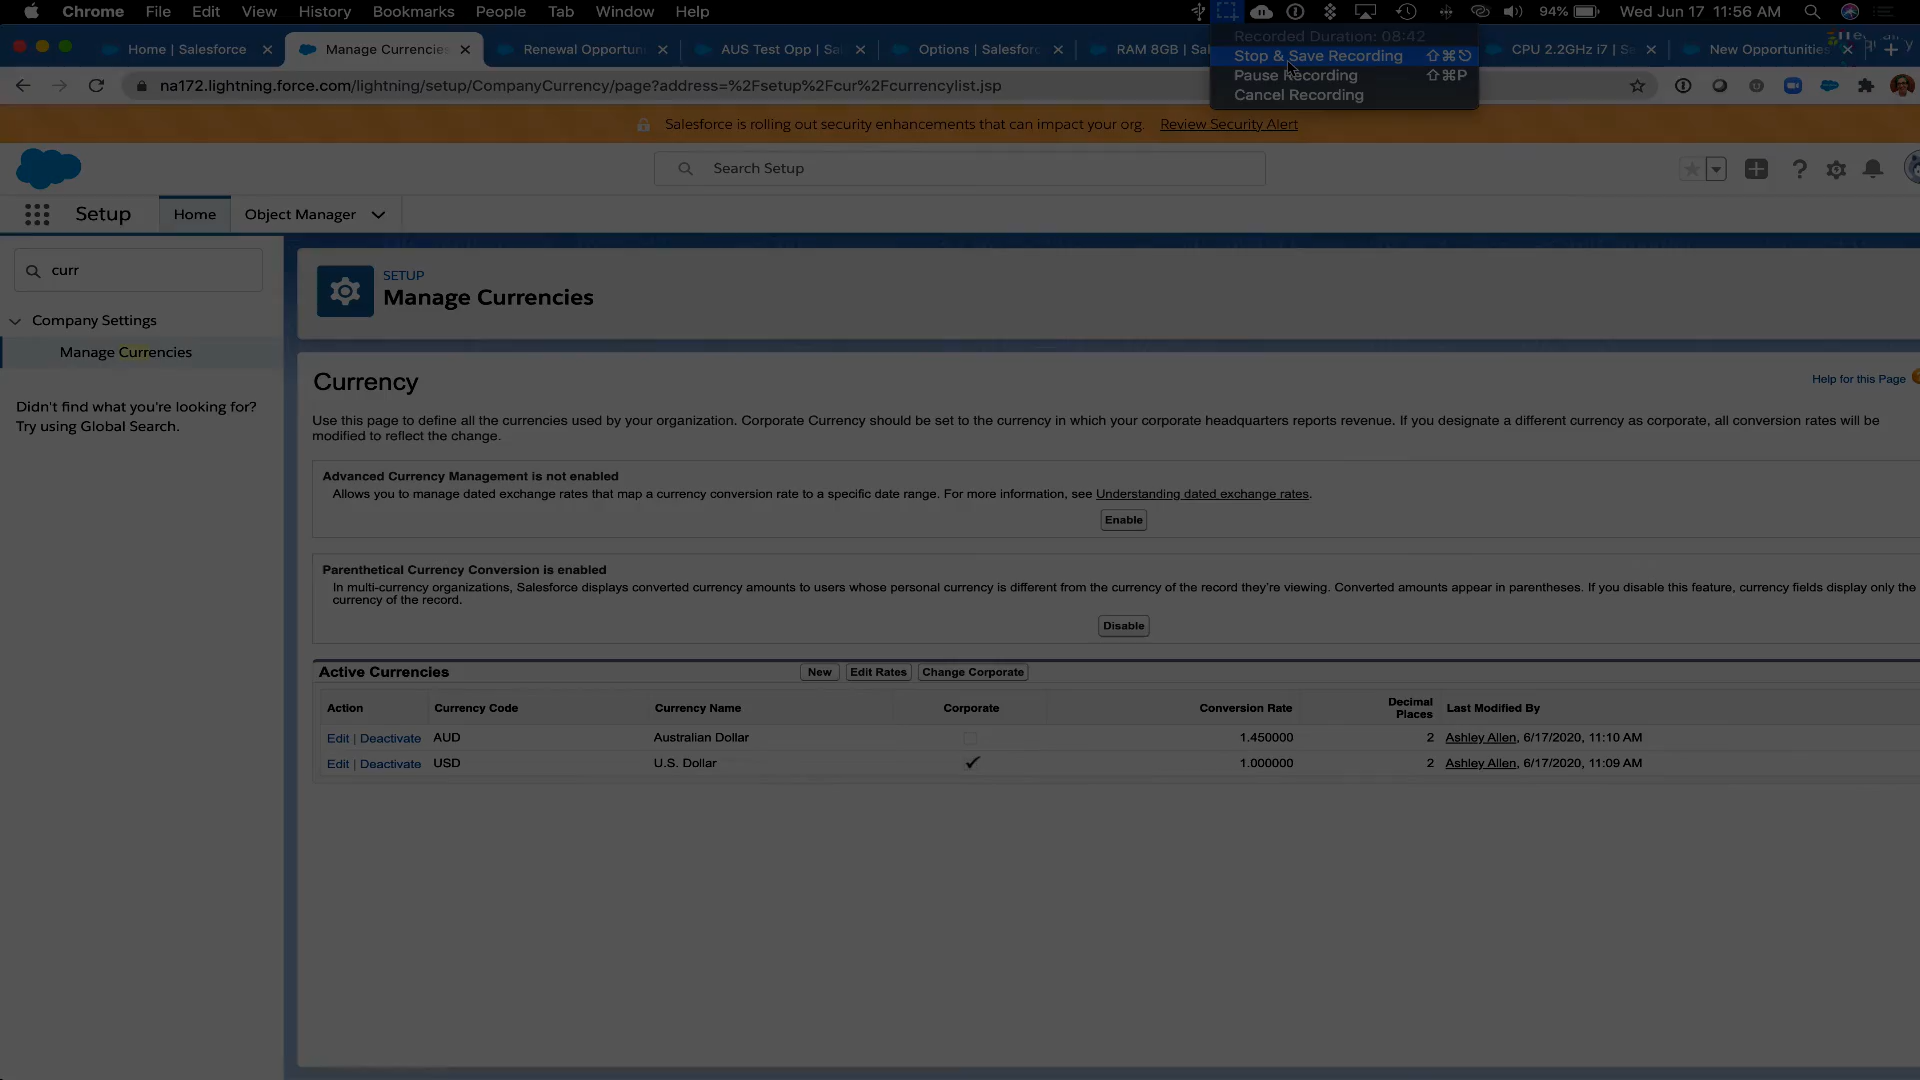 Chrome File Edit View History Bookmarks People Tab Window Help 94% Wed Jun 17 11:56 AM
Home | Salesforce Manage Currencies Renewal Opportun AUS Test Opp | Sal Options | Salesforc RAM 8GB | Sal CPU 2.2GHz i7 | Se New Opportunities
Recorded Duration: 08:42
Stop & Save Recording ⇧⌘⎋
Pause Recording ⇧⌘P
Cancel Recording
na172.lightning.force.com/lightning/setup/CompanyCurrency/page?address=%2Fsetup%2Fcur%2Fcurrencylist.jsp
Salesforce is rolling out security enhancements that can impact your org. Review Security Alert
Search Setup
Setup Home Object Manager
curr
Company Settings
Manage Currencies
Didn't find what you're looking for?
Try using Global Search.
SETUP
Manage Currencies
Currency
Help for this Page
Use this page to define all the currencies used by your organization. Corporate Currency should be set to the currency in which your corporate headquarters reports revenue. If you designate a different currency as corporate, all conversion rates will be
modified to reflect the change.
Advanced Currency Management is not enabled
Allows you to manage dated exchange rates that map a currency conversion rate to a specific date range. For more information, see Understanding dated exchange rates.
Enable
Parenthetical Currency Conversion is enabled
In multi-currency organizations, Salesforce displays converted currency amounts to users whose personal currency is different from the currency of the record they're viewing. Converted amounts appear in parentheses. If you disable this feature, currency fields display only the
currency of the record.
Disable
Active Currencies New Edit Rates Change Corporate
Action Currency Code Currency Name Corporate Conversion Rate Decimal Places Last Modified By
Edit | Deactivate AUD Australian Dollar 1.450000 2 Ashley Allen, 6/17/2020, 11:10 AM
Edit | Deactivate USD U.S. Dollar 1.000000 2 Ashley Allen, 6/17/2020, 11:09 AM